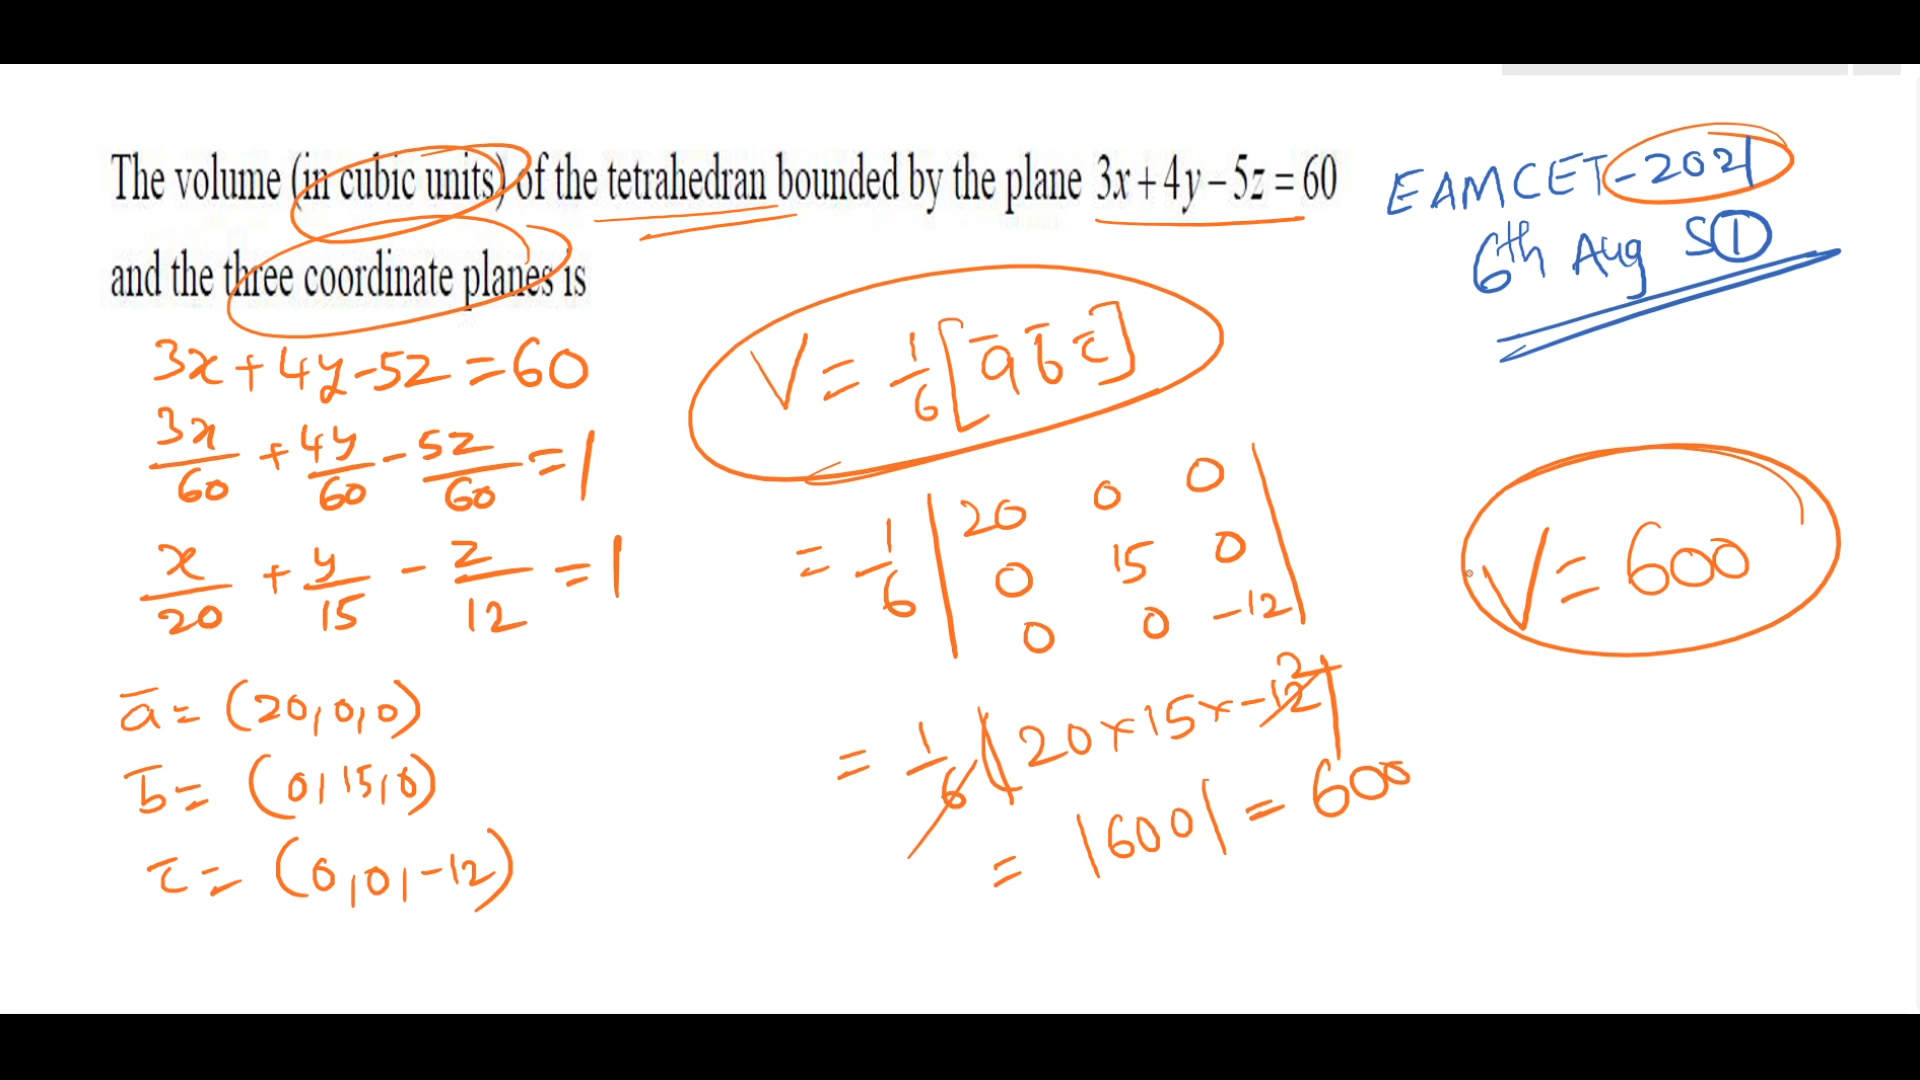 The volume (in cubic units) of the tetrahedran bounded by the plane 3x + 4y – 5z = 60
and the three coordinate planes is
EAMCET-2021
6th Aug S①
3x + 4y - 5z = 60
3x/60 + 4y/60 - 5z/60 = 1
x/20 + y/15 - z/12 = 1
a̅ = (20, 0, 0)
b̅ = (0, 15, 0)
c̅ = (0, 0, -12)
V = 1/6 [a̅ b̅ c̅]
= 1/6 | 20 0 0
0 15 0
0 0 -12 |
= 1/6 |20 × 15 × -12| 2
= |600| = 600
V = 600